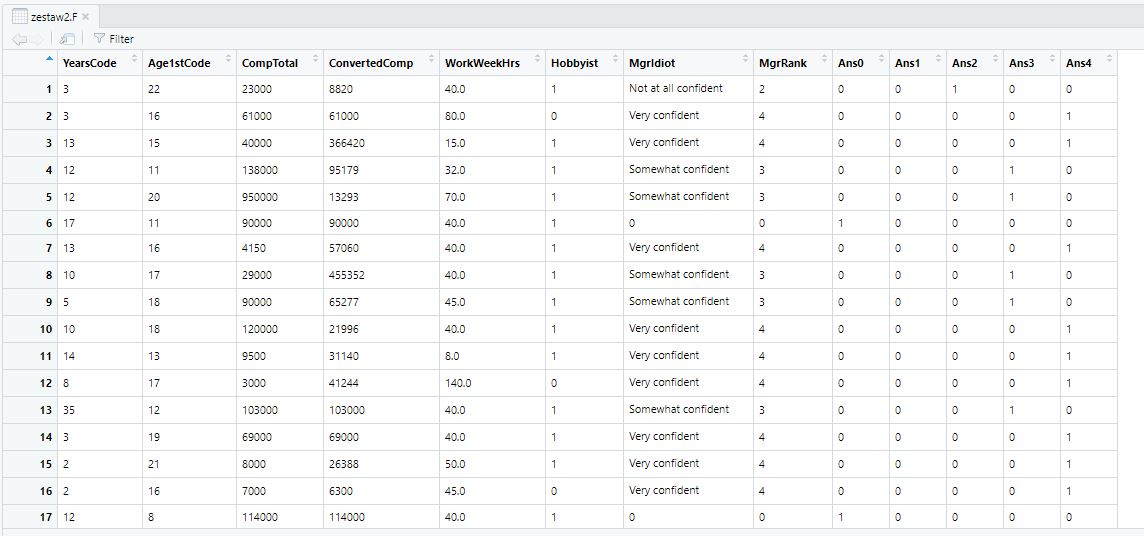 zestaw2.F
Filter
YearsCode Age1stCode CompTotal ConvertedComp WorkWeekHrs Hobbyist MgrIdiot MgrRank Ans0 Ans1 Ans2 Ans3 Ans4
1 3 22 23000 8820 40.0 1 Not at all confident 2 0 0 1 0 0
2 3 16 61000 61000 80.0 0 Very confident 4 0 0 0 0 1
3 13 15 40000 366420 15.0 1 Very confident 4 0 0 0 0 1
4 12 11 138000 95179 32.0 1 Somewhat confident 3 0 0 0 1 0
5 12 20 950000 13293 70.0 1 Somewhat confident 3 0 0 0 1 0
6 17 11 90000 90000 40.0 1 0 0 1 0 0 0 0
7 13 16 4150 57060 40.0 1 Very confident 4 0 0 0 0 1
8 10 17 29000 455352 40.0 1 Somewhat confident 3 0 0 0 1 0
9 5 18 90000 65277 45.0 1 Somewhat confident 3 0 0 0 1 0
10 10 18 120000 21996 40.0 1 Very confident 4 0 0 0 0 1
11 14 13 9500 31140 8.0 1 Very confident 4 0 0 0 0 1
12 8 17 3000 41244 140.0 0 Very confident 4 0 0 0 0 1
13 35 12 103000 103000 40.0 1 Somewhat confident 3 0 0 0 1 0
14 3 19 69000 69000 40.0 1 Very confident 4 0 0 0 0 1
15 2 21 8000 26388 50.0 1 Very confident 4 0 0 0 0 1
16 2 16 7000 6300 45.0 0 Very confident 4 0 0 0 0 1
17 12 8 114000 114000 40.0 1 0 0 1 0 0 0 0